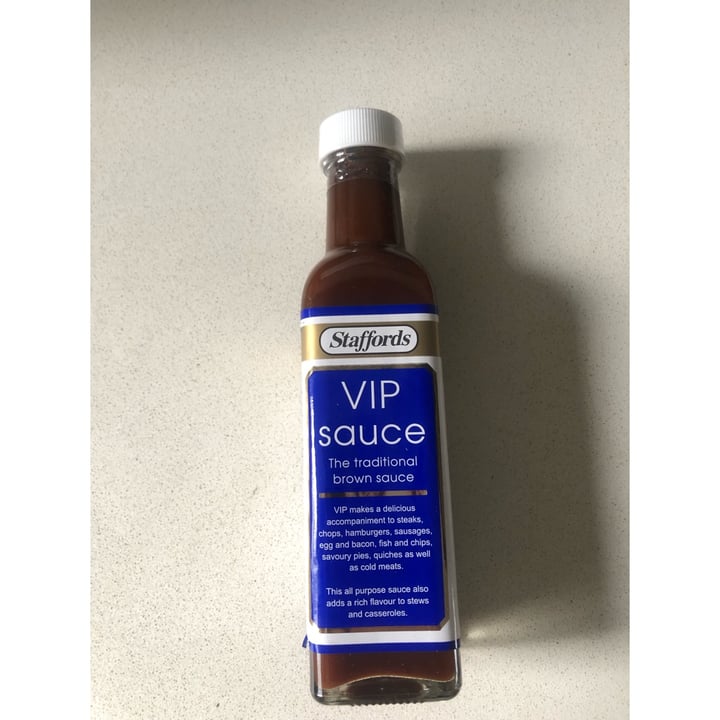 Staffords
VIP
sauce
The traditional
brown sauce
VIP makes a delicious
accompaniment to steaks,
chops, hamburgers, sausages,
egg and bacon, fish and chips,
savoury pies, quiches as well
as cold meats.
This all purpose sauce also
adds a rich flavour to stews
and casseroles.